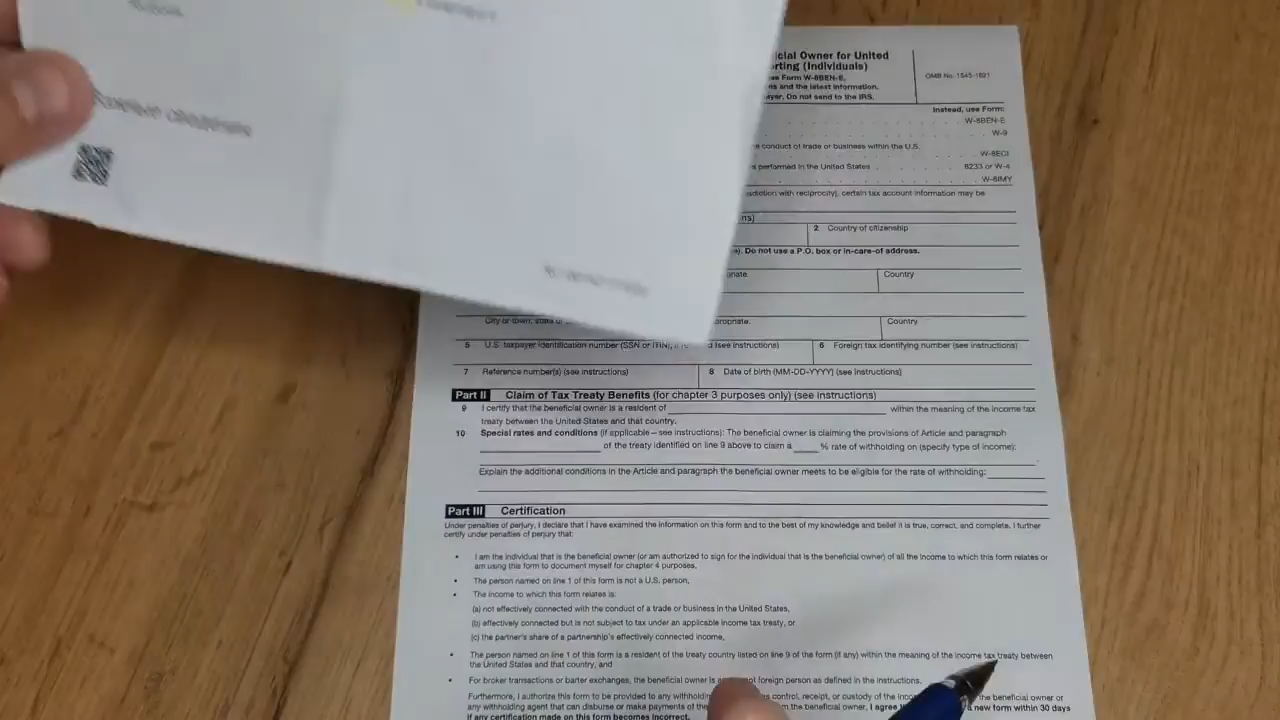 cial Owner for United
rting (Individuals)
se Form W-8BEN-E.
ns and the latest information.
ayer. Do not send to the IRS.
OMB No. 1545-1621
Instead, use Form:
W-8BEN-E
W-9
e conduct of trade or business within the U.S.
W-8ECI
s performed in the United States
8233 or W-4
W-8IMY
sdiction with reciprocity), certain tax account information may be
ns)
2 Country of citizenship
e). Do not use a P.O. box or in-care-of address.
riate.
Country
City or town, state o
propriate.
Country
5 U.S. taxpayer identification number (SSN or ITIN), if re d (see instructions)
6 Foreign tax identifying number (see instructions)
7 Reference number(s) (see instructions)
8 Date of birth (MM-DD-YYYY) (see instructions)
Part II Claim of Tax Treaty Benefits (for chapter 3 purposes only) (see instructions)
9 I certify that the beneficial owner is a resident of within the meaning of the income tax
treaty between the United States and that country.
10 Special rates and conditions (if applicable—see instructions): The beneficial owner is claiming the provisions of Article and paragraph
of the treaty identified on line 9 above to claim a % rate of withholding on (specify type of income):
Explain the additional conditions in the Article and paragraph the beneficial owner meets to be eligible for the rate of withholding:
Part III Certification
Under penalties of perjury, I declare that I have examined the information on this form and to the best of my knowledge and belief it is true, correct, and complete. I further
certify under penalties of perjury that:
• I am the individual that is the beneficial owner (or am authorized to sign for the individual that is the beneficial owner) of all the income to which this form relates or
am using this form to document myself for chapter 4 purposes,
• The person named on line 1 of this form is not a U.S. person,
• The income to which this form relates is:
(a) not effectively connected with the conduct of a trade or business in the United States,
(b) effectively connected but is not subject to tax under an applicable income tax treaty, or
(c) the partner's share of a partnership's effectively connected income,
• The person named on line 1 of this form is a resident of the treaty country listed on line 9 of the form (if any) within the meaning of the income tax treaty between
the United States and that country, and
• For broker transactions or barter exchanges, the beneficial owner is a pt foreign person as defined in the instructions.
Furthermore, I authorize this form to be provided to any withholdin s control, receipt, or custody of the inco the beneficial owner or
any withholding agent that can disburse or make payments of the m the beneficial owner. I agree a new form within 30 days
if any certification made on this form becomes incorrect.